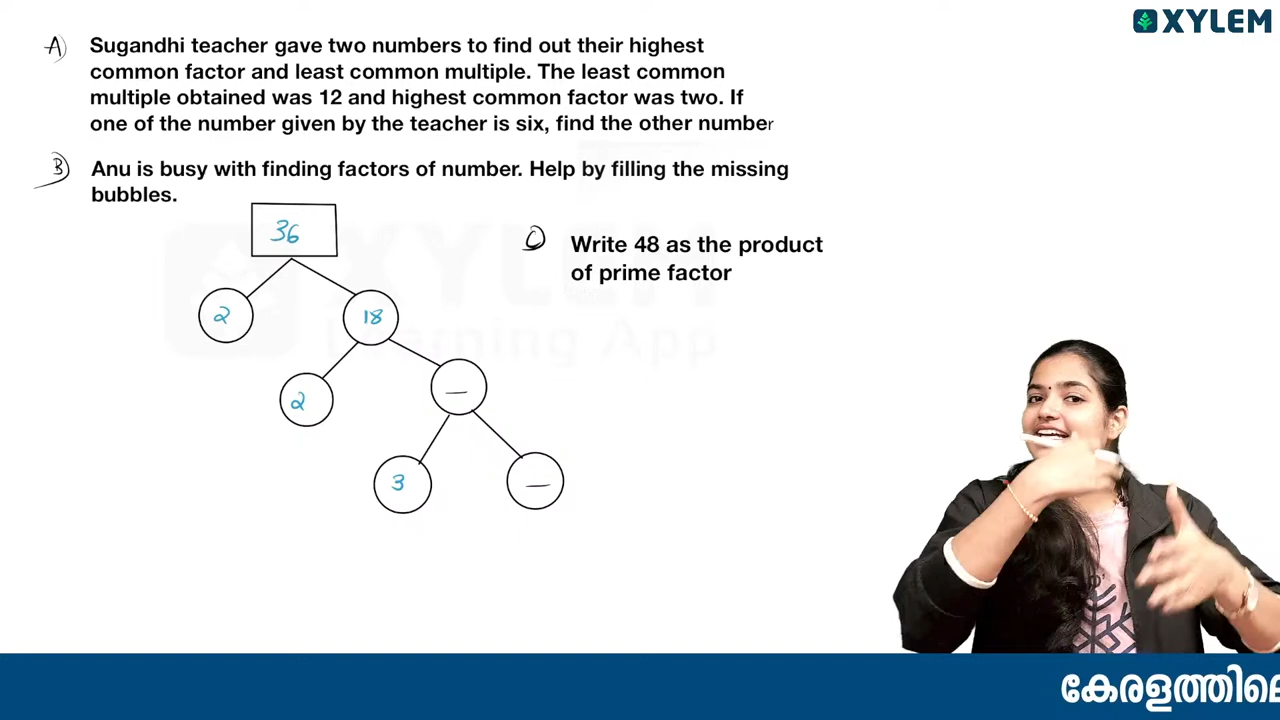 XYLEM
A) Sugandhi teacher gave two numbers to find out their highest
common factor and least common multiple. The least common
multiple obtained was 12 and highest common factor was two. If
one of the number given by the teacher is six, find the other number
B) Anu is busy with finding factors of number. Help by filling the missing
bubbles.
36
C) Write 48 as the product
of prime factor
2 18
2 _
3 _
XYLEM
Learning App
കേരളത്തിലെ